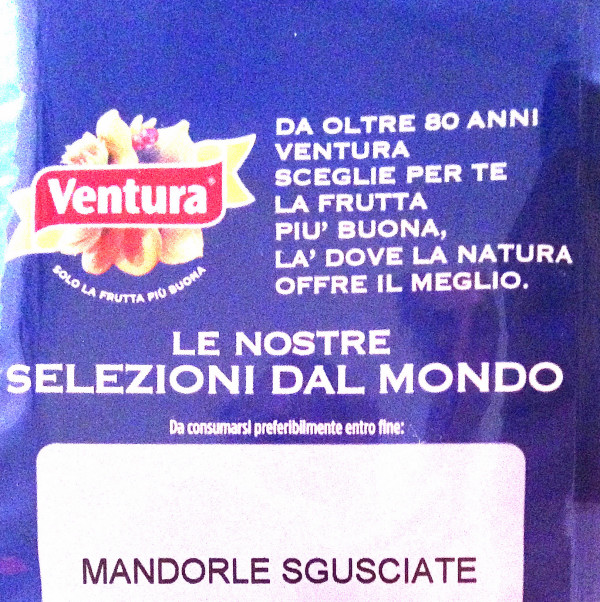 Ventura®
SOLO LA FRUTTA PIÙ BUONA
DA OLTRE 80 ANNI
VENTURA
SCEGLIE PER TE
LA FRUTTA
PIU' BUONA,
LA' DOVE LA NATURA
OFFRE IL MEGLIO.
LE NOSTRE
SELEZIONI DAL MONDO
Da consumarsi preferibilmente entro fine:
MANDORLE SGUSCIATE